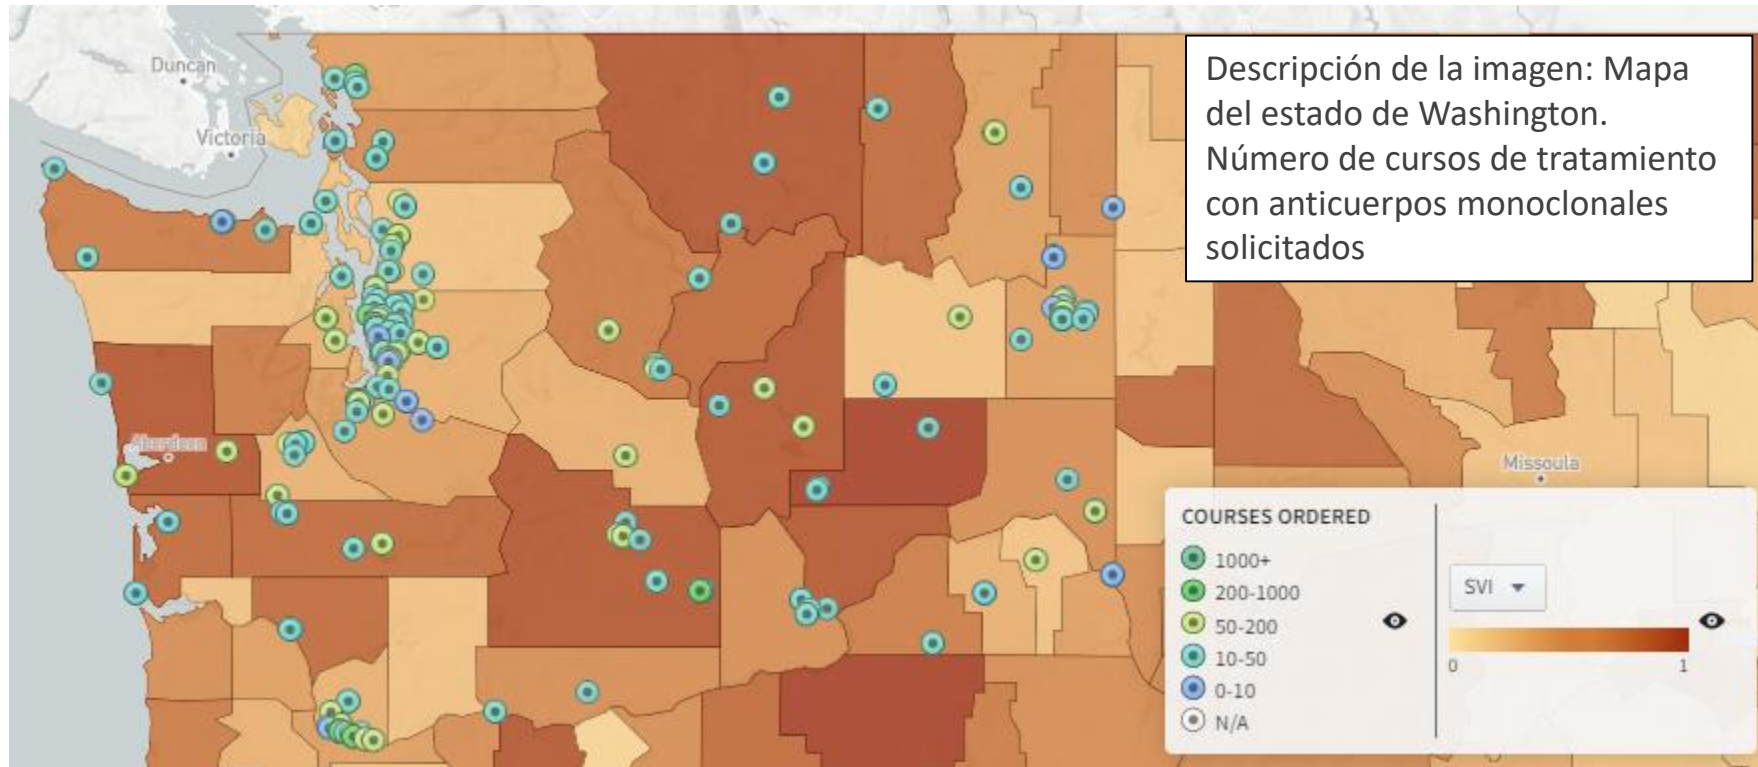 Duncan
Victoria
Descripción de la imagen: Mapa
del estado de Washington.
Número de cursos de tratamiento
con anticuerpos monoclonales
solicitados
Aberdeen
Missoula
COURSES ORDERED
1000+
200-1000
50-200
10-50
0-10
N/A
SVI
0 1